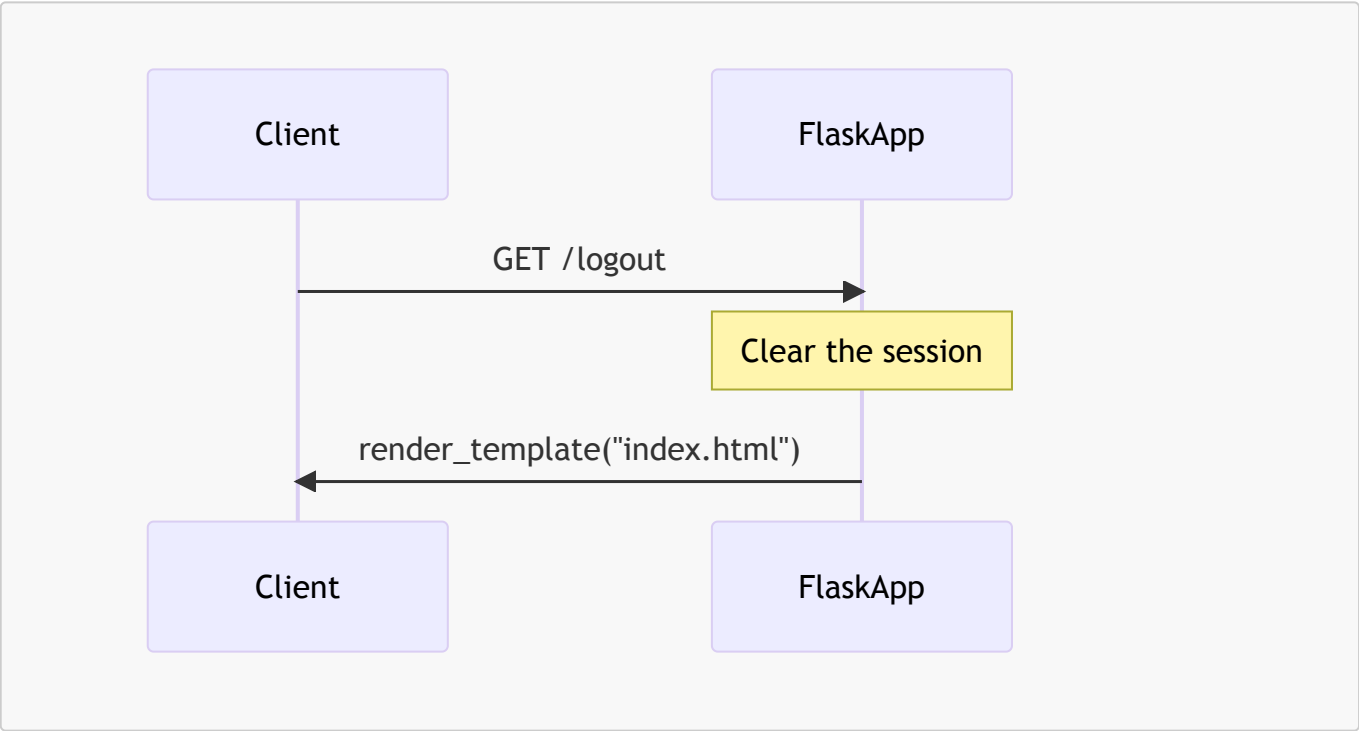 Client
FlaskApp
GET /logout
Clear the session
render_template("index.html")
Client
FlaskApp